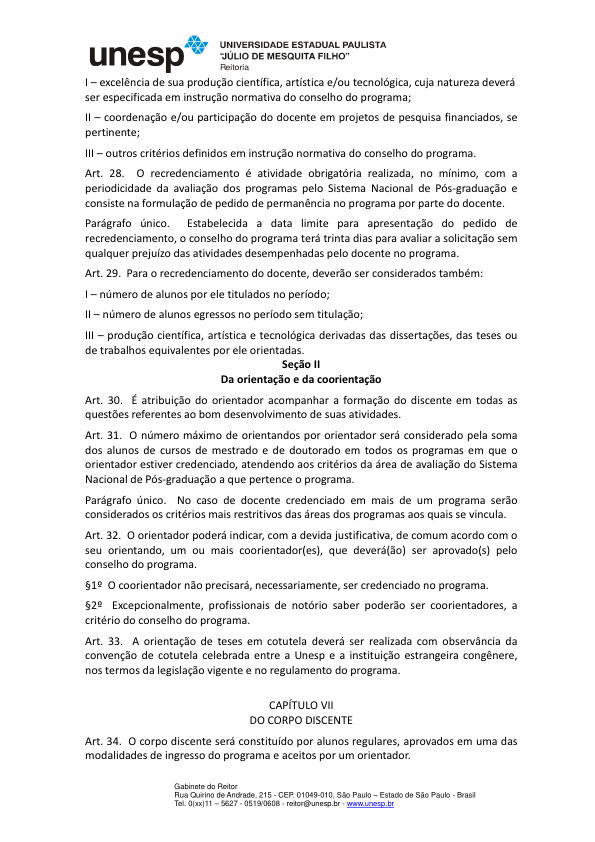 unesp
UNIVERSIDADE ESTADUAL PAULISTA
"JÚLIO DE MESQUITA FILHO"
Reitoria
I – excelência de sua produção científica, artística e/ou tecnológica, cuja natureza deverá
ser especificada em instrução normativa do conselho do programa;
II – coordenação e/ou participação do docente em projetos de pesquisa financiados, se
pertinente;
III – outros critérios definidos em instrução normativa do conselho do programa.
Art. 28. O recredenciamento é atividade obrigatória realizada, no mínimo, com a
periodicidade da avaliação dos programas pelo Sistema Nacional de Pós-graduação e
consiste na formulação de pedido de permanência no programa por parte do docente.
Parágrafo único. Estabelecida a data limite para apresentação do pedido de
recredenciamento, o conselho do programa terá trinta dias para avaliar a solicitação sem
qualquer prejuízo das atividades desempenhadas pelo docente no programa.
Art. 29. Para o recredenciamento do docente, deverão ser considerados também:
I – número de alunos por ele titulados no período;
II – número de alunos egressos no período sem titulação;
III – produção científica, artística e tecnológica derivadas das dissertações, das teses ou
de trabalhos equivalentes por ele orientadas.
Seção II
Da orientação e da coorientação
Art. 30. É atribuição do orientador acompanhar a formação do discente em todas as
questões referentes ao bom desenvolvimento de suas atividades.
Art. 31. O número máximo de orientandos por orientador será considerado pela soma
dos alunos de cursos de mestrado e de doutorado em todos os programas em que o
orientador estiver credenciado, atendendo aos critérios da área de avaliação do Sistema
Nacional de Pós-graduação a que pertence o programa.
Parágrafo único. No caso de docente credenciado em mais de um programa serão
considerados os critérios mais restritivos das áreas dos programas aos quais se vincula.
Art. 32. O orientador poderá indicar, com a devida justificativa, de comum acordo com o
seu orientando, um ou mais coorientador(es), que deverá(ão) ser aprovado(s) pelo
conselho do programa.
§1º O coorientador não precisará, necessariamente, ser credenciado no programa.
§2º Excepcionalmente, profissionais de notório saber poderão ser coorientadores, a
critério do conselho do programa.
Art. 33. A orientação de teses em cotutela deverá ser realizada com observância da
convenção de cotutela celebrada entre a Unesp e a instituição estrangeira congênere,
nos termos da legislação vigente e no regulamento do programa.
CAPÍTULO VII
DO CORPO DISCENTE
Art. 34. O corpo discente será constituído por alunos regulares, aprovados em uma das
modalidades de ingresso do programa e aceitos por um orientador.
Gabinete do Reitor
Rua Quirino de Andrade, 215 - CEP. 01049-010, São Paulo – Estado de São Paulo - Brasil
Tel. 0(xx)11 – 5627 - 0519/0608 - reitor@unesp.br - www.unesp.br